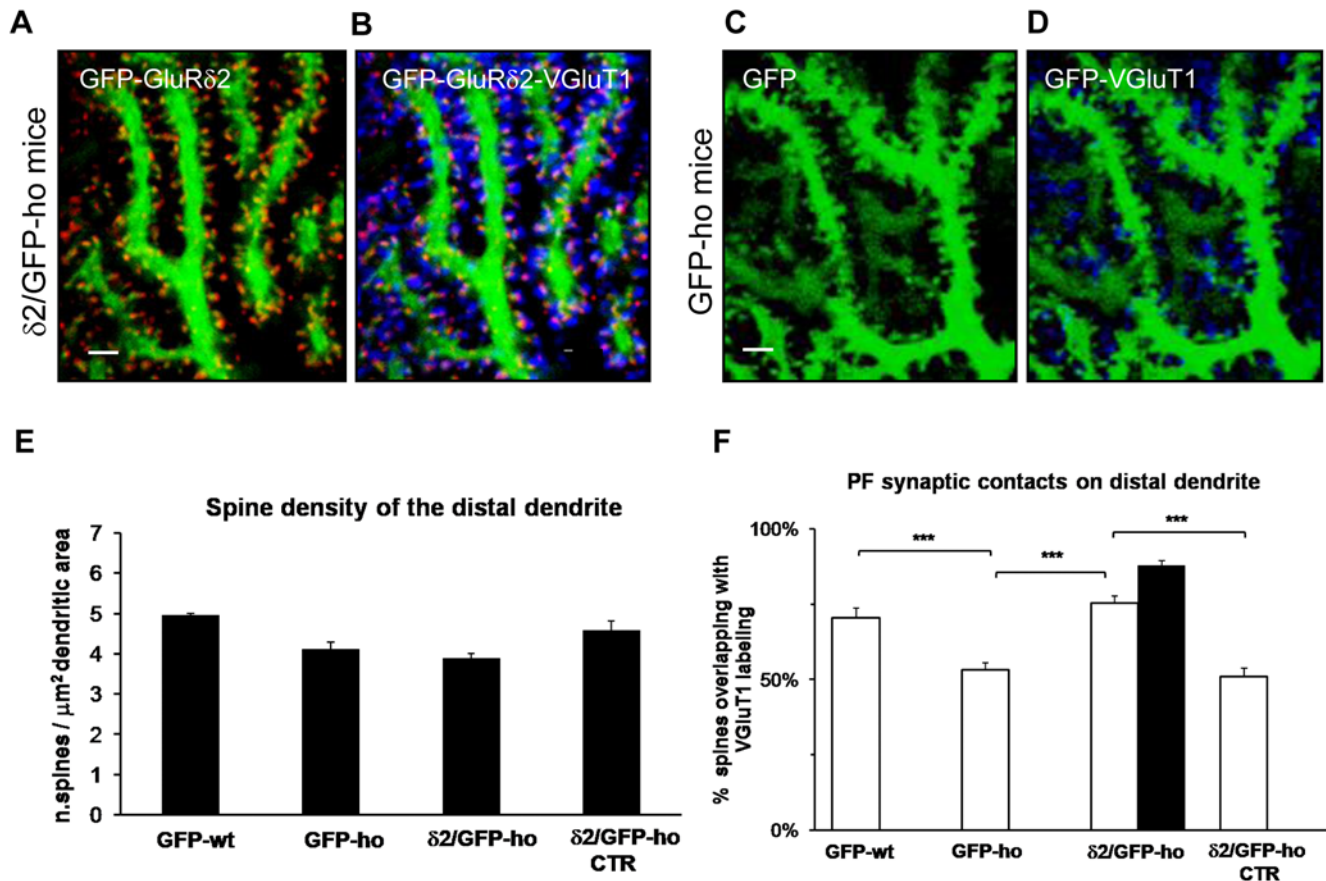 A
B
C
D
GFP-GluRδ2
GFP-GluRδ2-VGluT1
GFP
GFP-VGluT1
δ2/GFP-ho mice
GFP-ho mice
E
Spine density of the distal dendrite
n.spines / μm² dendritic area
7
6
5
4
3
2
1
0
GFP-wt
GFP-ho
δ2/GFP-ho
δ2/GFP-ho
CTR
F
PF synaptic contacts on distal dendrite
% spines overlapping with
VGluT1 labeling
100%
50%
0%
***
***
***
GFP-wt
GFP-ho
δ2/GFP-ho
δ2/GFP-ho
CTR